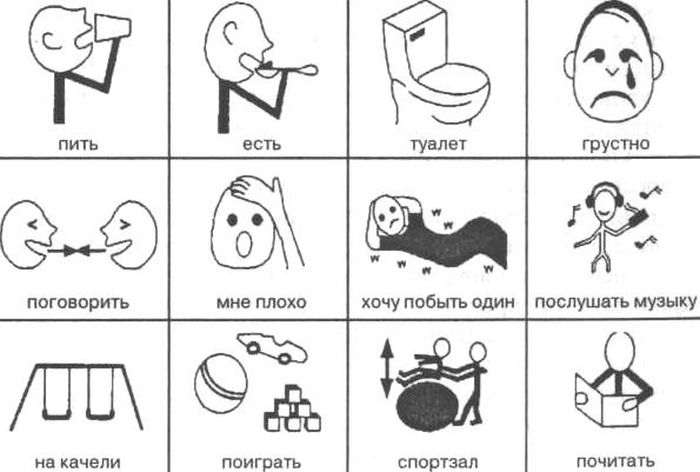 пить
есть
туалет
грустно
поговорить
мне плохо
хочу побыть один
послушать музыку
на качели
поиграть
спортзал
почитать